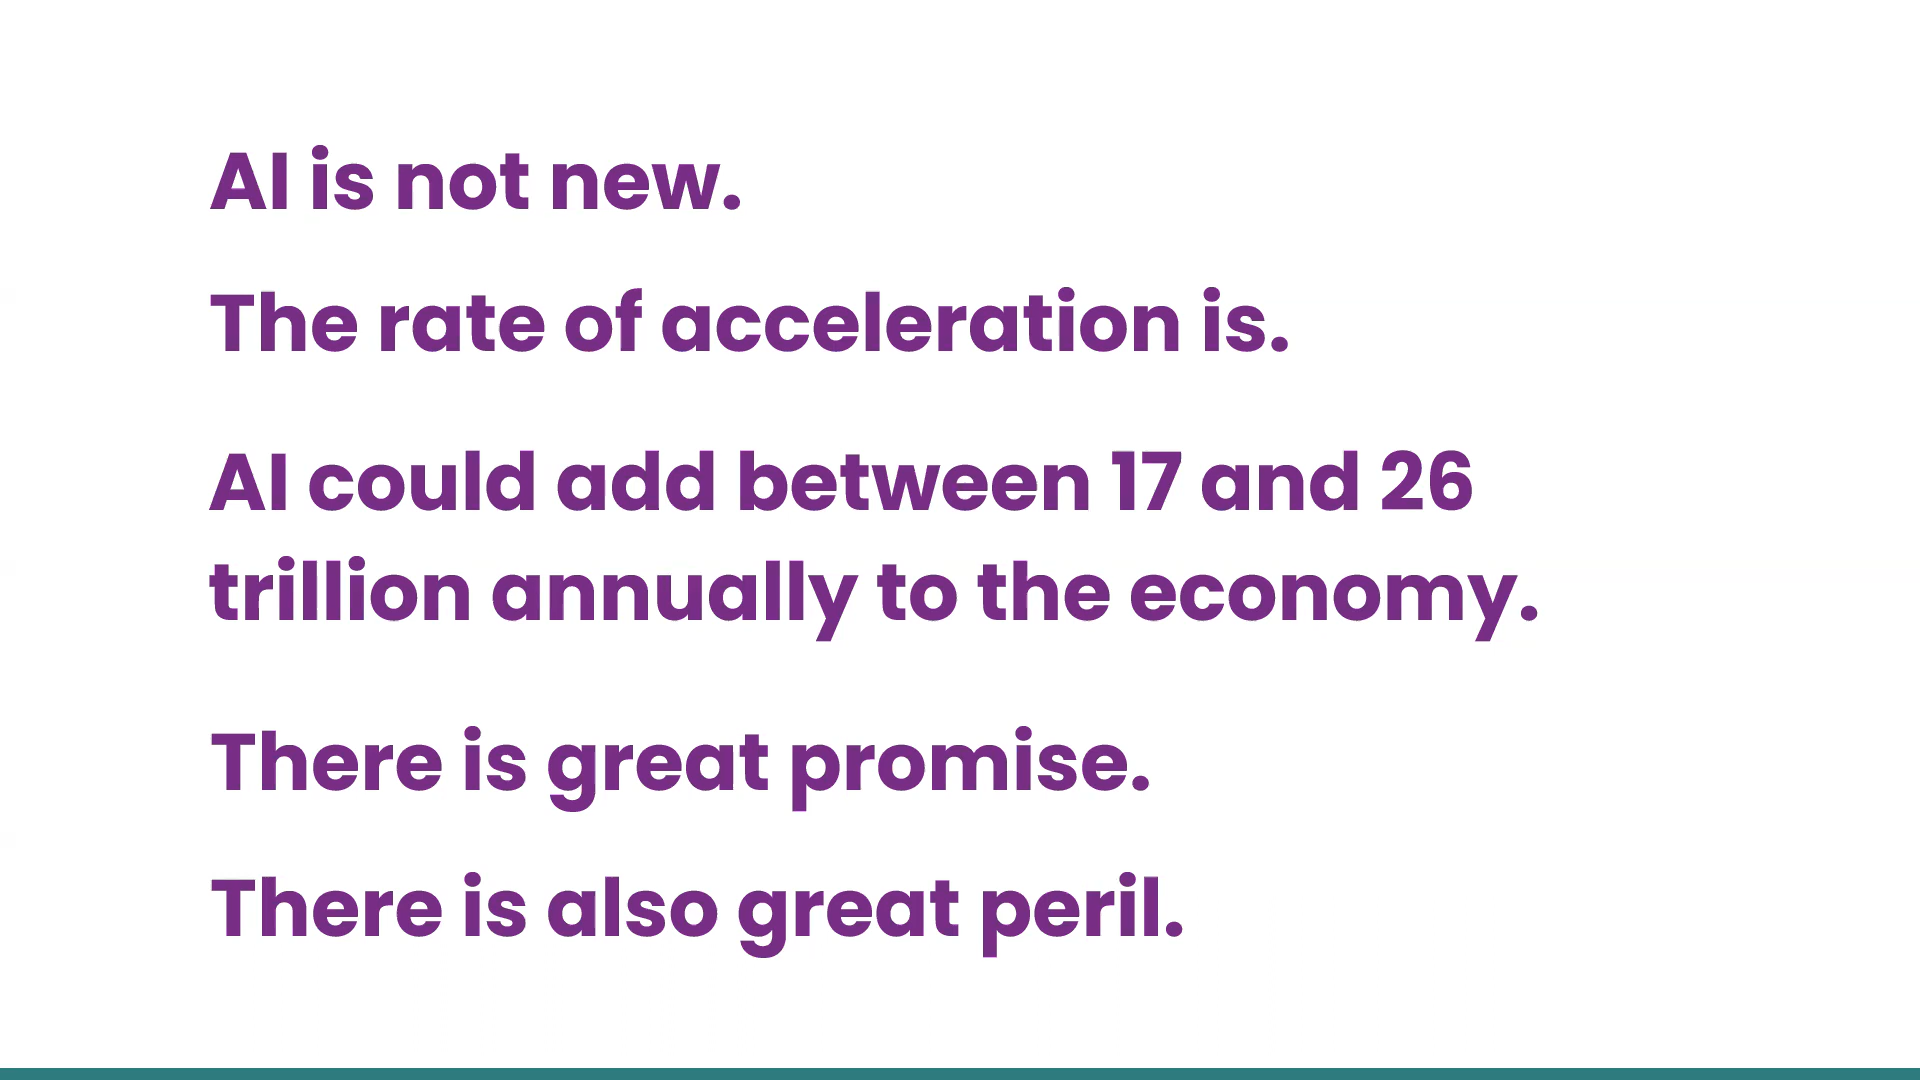 AI is not new.
The rate of acceleration is.
AI could add between 17 and 26
trillion annually to the economy.
There is great promise.
There is also great peril.